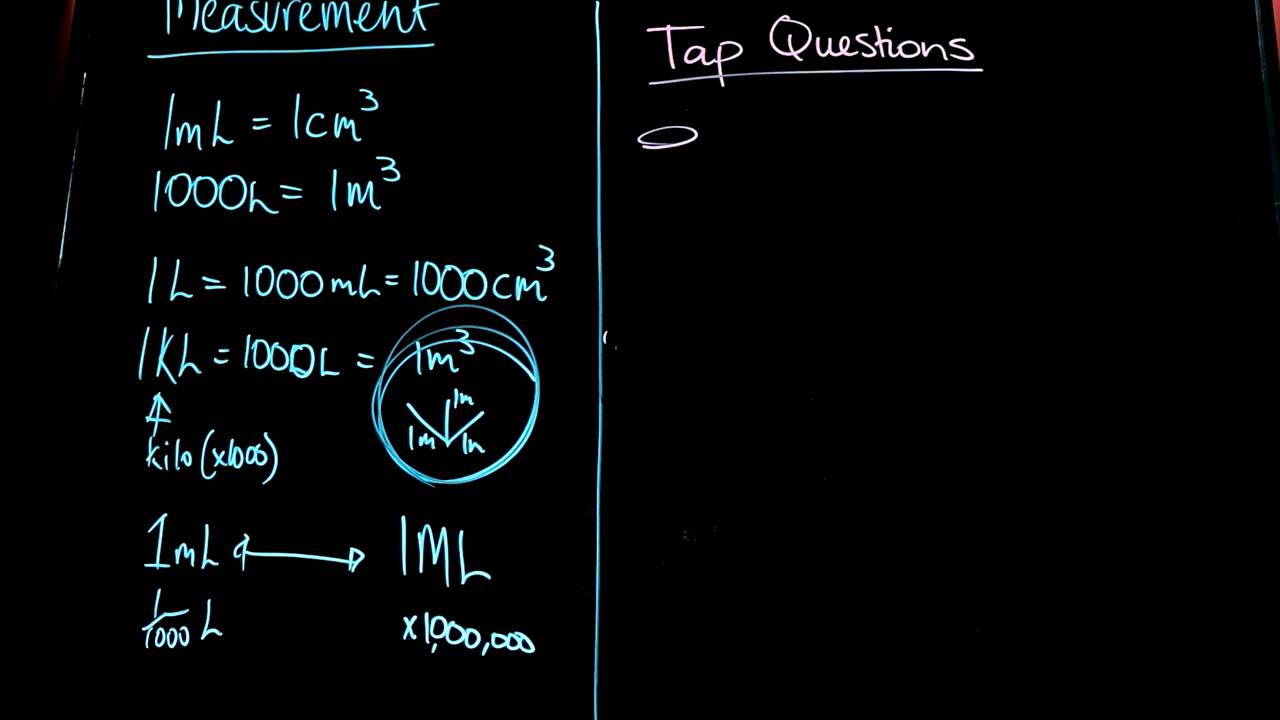 Measurement
1mL = 1cm³
1000L = 1m³
1L = 1000mL = 1000cm³
1KL = 1000L = 1m³
1m
1m 1m
kilo (x1000)
1mL ↔ 1ML
1/1000 L x1,000,000
Tap Questions